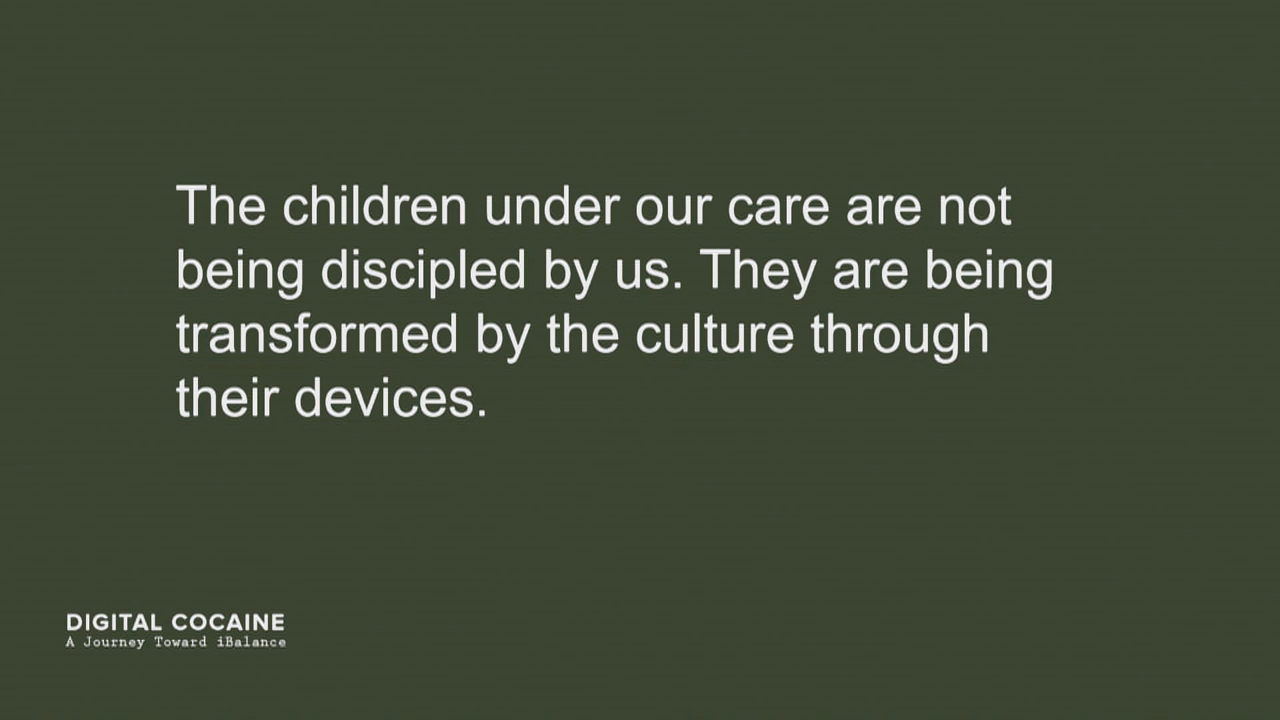 The children under our care are not
being discipled by us. They are being
transformed by the culture through
their devices.
DIGITAL COCAINE
A Journey Toward iBalance